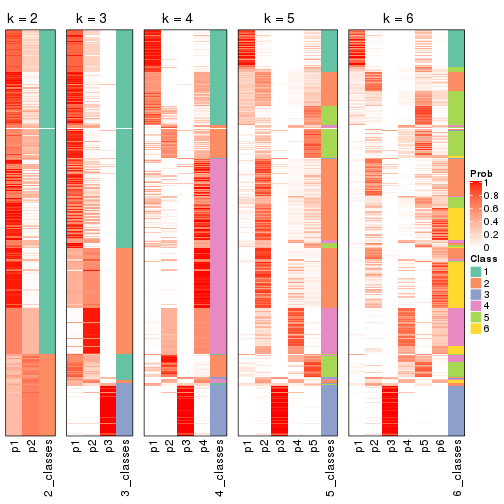 k = 2
k = 3
k = 4
k = 5
k = 6
p1
p2
2_classes
p1
p2
p3
3_classes
p1
p2
p3
p4
4_classes
p1
p2
p3
p4
p5
5_classes
p1
p2
p3
p4
p5
p6
6_classes
Prob
1
0.8
0.6
0.4
0.2
0
Class
1
2
3
4
5
6